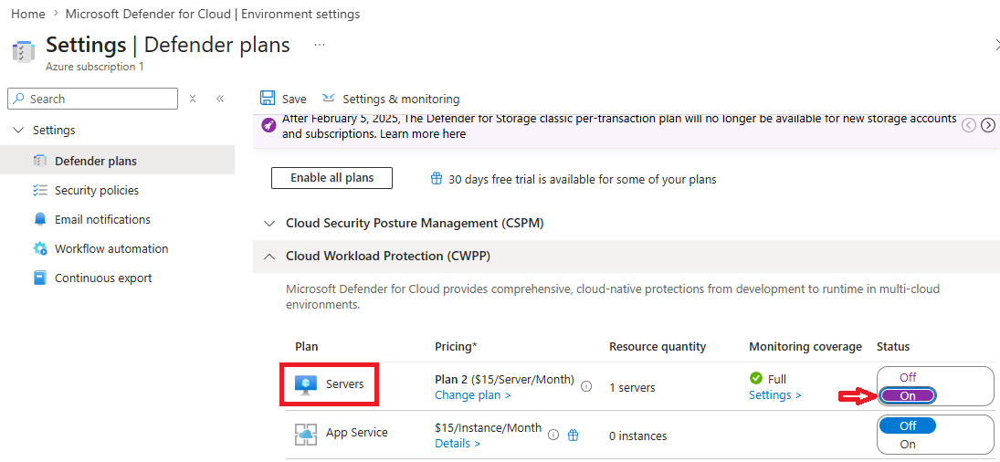 Home > Microsoft Defender for Cloud | Environment settings
Settings | Defender plans ...
Azure subscription 1
Search
Save
Settings & monitoring
Settings
Defender plans
Security policies
Email notifications
Workflow automation
Continuous export
After February 5, 2025, The Defender for Storage classic per-transaction plan will no longer be available for new storage accounts
and subscriptions. Learn more here
Enable all plans
30 days free trial is available for some of your plans
Cloud Security Posture Management (CSPM)
Cloud Workload Protection (CWPP)
Microsoft Defender for Cloud provides comprehensive, cloud-native protections from development to runtime in multi-cloud
environments.
Plan Pricing* Resource quantity Monitoring coverage Status
Servers
Plan 2 ($15/Server/Month)
Change plan >
1 servers
Full
Settings >
Off
On
App Service
$15/Instance/Month
Details >
0 instances
Off
On